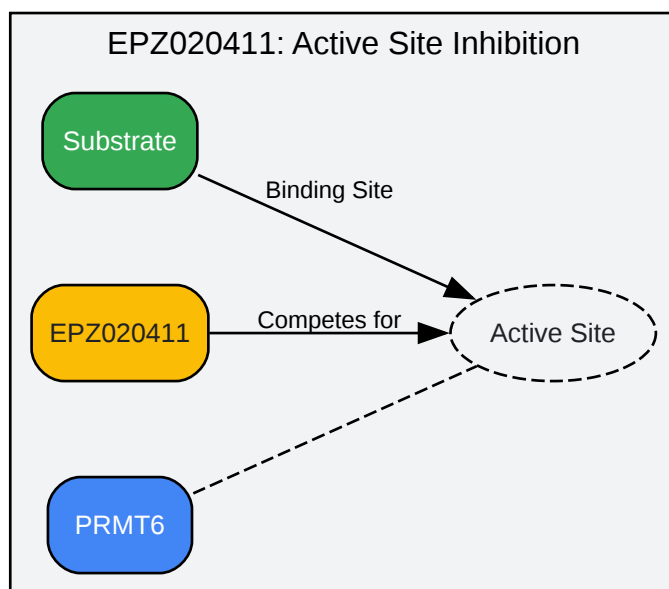 EPZ020411: Active Site Inhibition
Substrate
Binding Site
EPZ020411
Competes for
Active Site
PRMT6